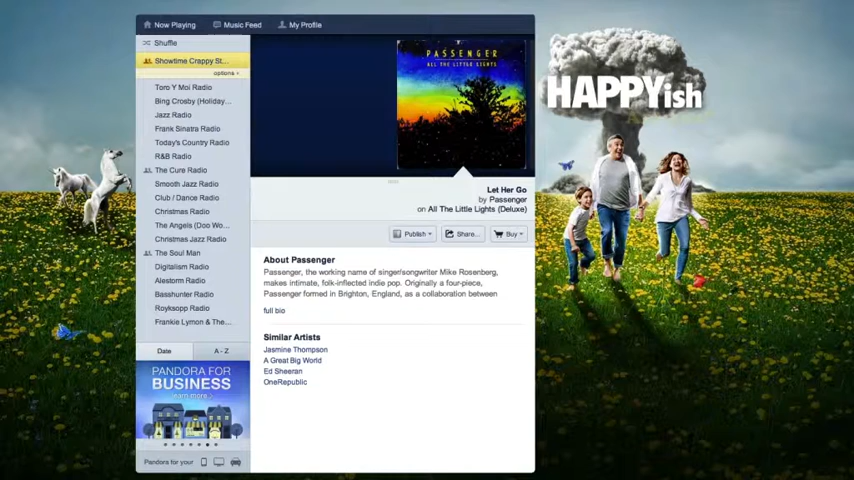 Now Playing
Music Feed
My Profile
Shuffle
Showtime Crappy St...
options
Toro Y Moi Radio
Bing Crosby (Holiday...
Jazz Radio
Frank Sinatra Radio
Today's Country Radio
R&B Radio
The Cure Radio
Smooth Jazz Radio
Club / Dance Radio
Christmas Radio
The Angels (Doo Wo...
Christmas Jazz Radio
The Soul Man
Digitalism Radio
Alestorm Radio
Basshunter Radio
Royksopp Radio
Frankie Lymon & The...
Date
A - Z
PANDORA FOR
BUSINESS
learn more >
Pandora for your
PASSENGER
ALL THE LITTLE LIGHTS
Let Her Go
by Passenger
on All The Little Lights (Deluxe)
Publish
Share...
Buy
About Passenger
Passenger, the working name of singer/songwriter Mike Rosenberg,
makes intimate, folk-inflected indie pop. Originally a four-piece,
Passenger formed in Brighton, England, as a collaboration between
full bio
Similar Artists
Jasmine Thompson
A Great Big World
Ed Sheeran
OneRepublic
HAPPYish